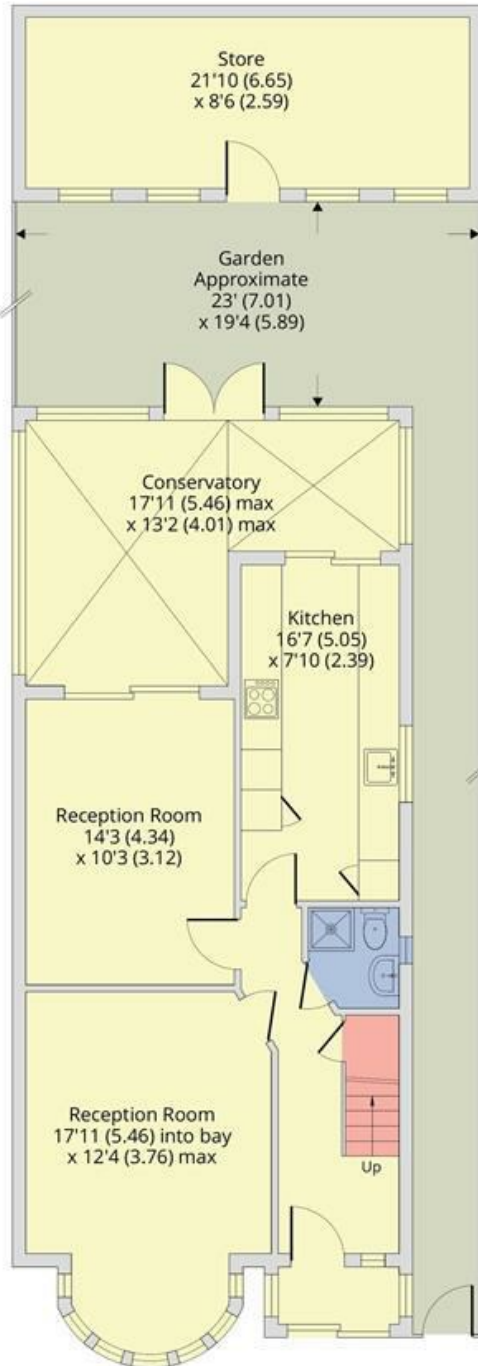 Store
21'10 (6.65)
x 8'6 (2.59)
Garden
Approximate
23' (7.01)
x 19'4 (5.89)
Conservatory
17'11 (5.46) max
x 13'2 (4.01) max
Kitchen
16'7 (5.05)
x 7'10 (2.39)
Reception Room
14'3 (4.34)
x 10'3 (3.12)
Reception Room
17'11 (5.46) into bay
x 12'4 (3.76) max
Up